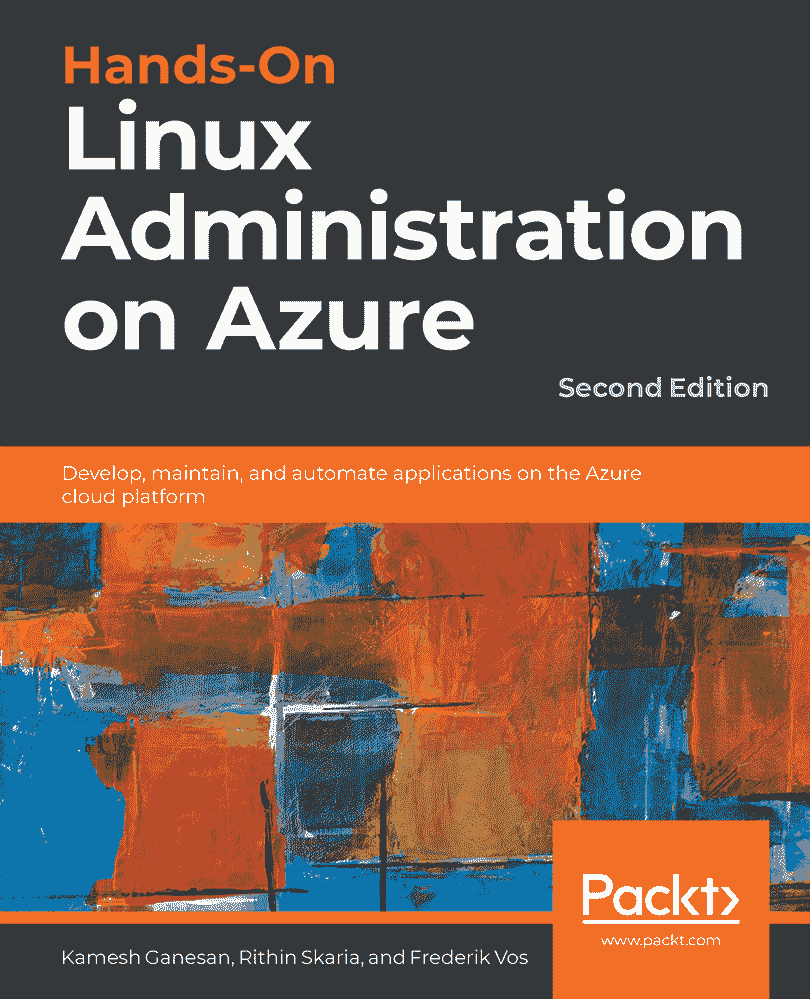 Hands-On
Linux
Administration
on Azure
Second Edition
Develop, maintain, and automate applications on the Azure
cloud platform
Packt>
www.packt.com
Kamesh Ganesan, Rithin Skaria, and Frederik Vos